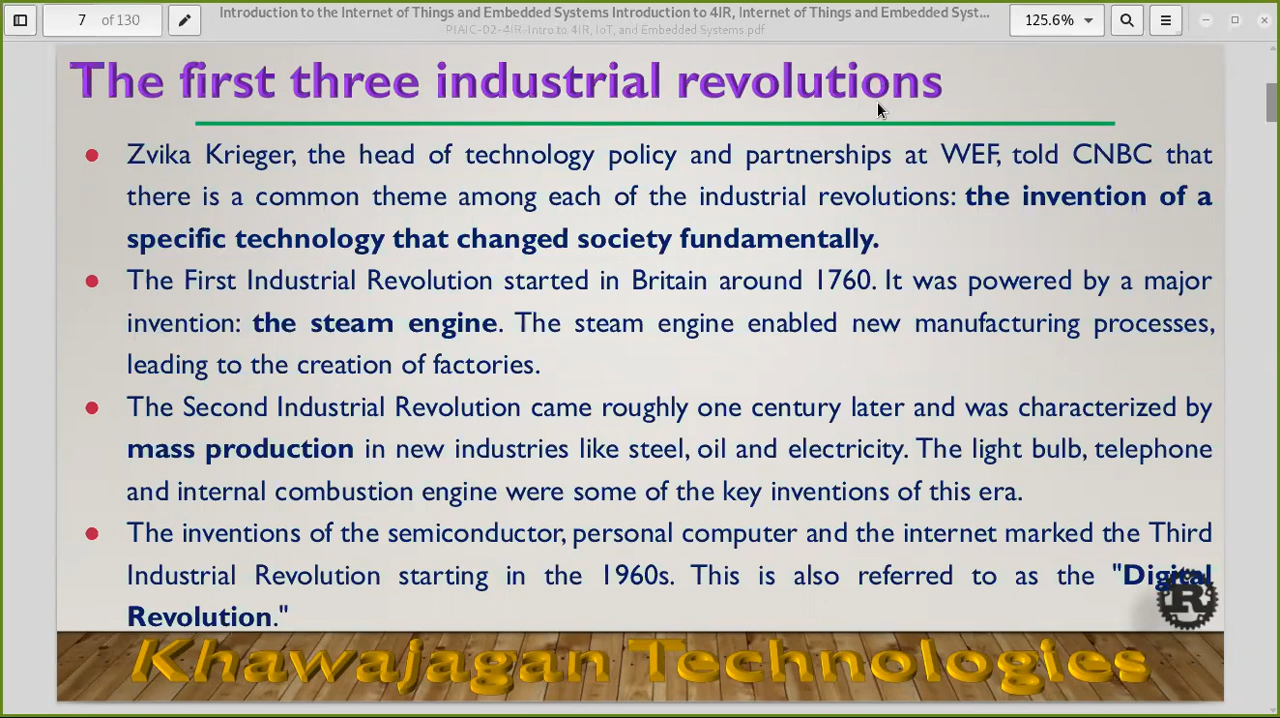 Introduction to the Internet of Things and Embedded Systems Introduction to 4IR, Internet of Things and Embedded Syst...
7 of 130
125.6%
PIAIC-D2-4IR-Intro to 4IR, IoT, and Embedded Systems.pdf
The first three industrial revolutions
Zvika Krieger, the head of technology policy and partnerships at WEF, told CNBC that
there is a common theme among each of the industrial revolutions: the invention of a
specific technology that changed society fundamentally.
The First Industrial Revolution started in Britain around 1760. It was powered by a major
invention: the steam engine. The steam engine enabled new manufacturing processes,
leading to the creation of factories.
The Second Industrial Revolution came roughly one century later and was characterized by
mass production in new industries like steel, oil and electricity. The light bulb, telephone
and internal combustion engine were some of the key inventions of this era.
The inventions of the semiconductor, personal computer and the internet marked the Third
Industrial Revolution starting in the 1960s. This is also referred to as the "Digital
Revolution."
R
Khawajagan Technologies